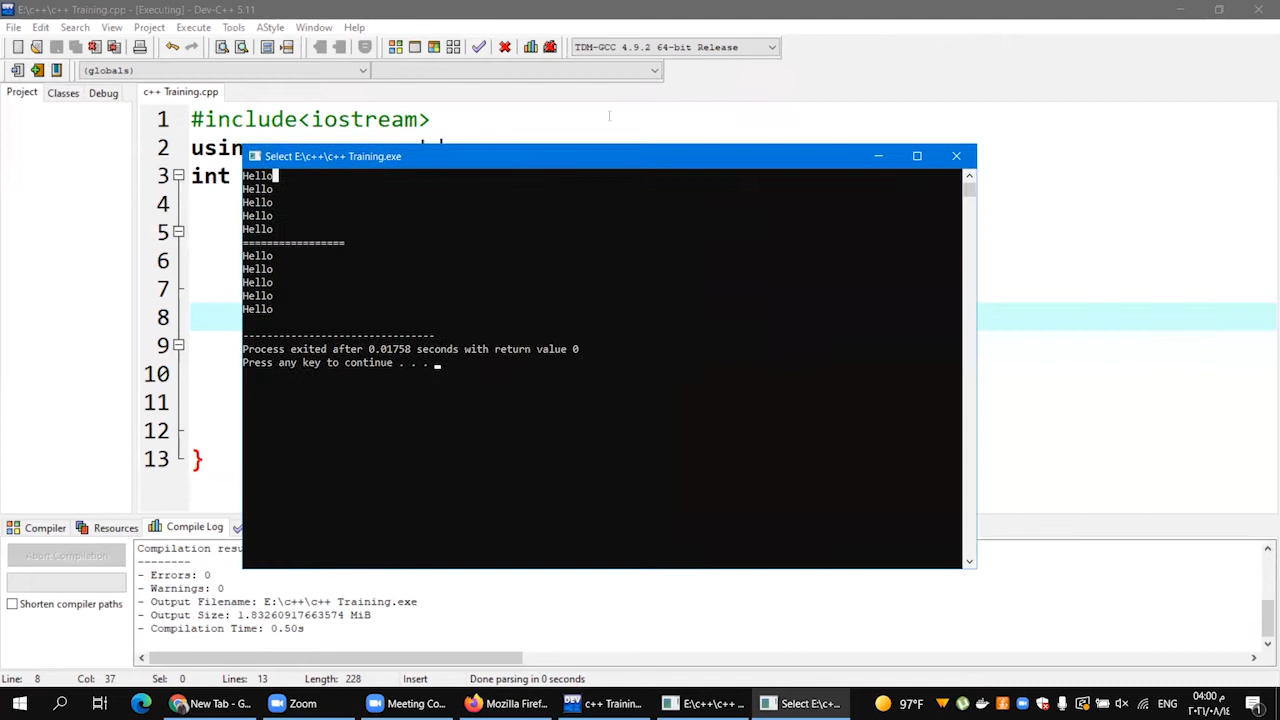 E:\c++\c++ Training.cpp - [Executing] - Dev-C++ 5.11
File Edit Search View Project Execute Tools AStyle Window Help
TDM-GCC 4.9.2 64-bit Release
(globals)
Project Classes Debug
c++ Training.cpp
1 #include<iostream>
2
3 int
4
5
6
7
8
9
10
11
12
13 }
Select E:\c++\c++ Training.exe
Hello
Hello
Hello
Hello
Hello
=================
Hello
Hello
Hello
Hello
Hello
--------------------------------
Process exited after 0.01758 seconds with return value 0
Press any key to continue . . .
Compiler Resources Compile Log
Abort Compilation
Shorten compiler paths
Compilation
--------
- Errors: 0
- Warnings: 0
- Output Filename: E:\c++\c++ Training.exe
- Output Size: 1.83260917663574 MiB
- Compilation Time: 0.50s
Line: 8 Col: 37 Sel: 0 Lines: 13 Length: 228 Insert Done parsing in 0 seconds
New Tab - G... Zoom Meeting Co... Mozilla Firef... c++ Trainin... E:\c++\c++ ... Select E:\c+... 97°F ENG
04:00 م